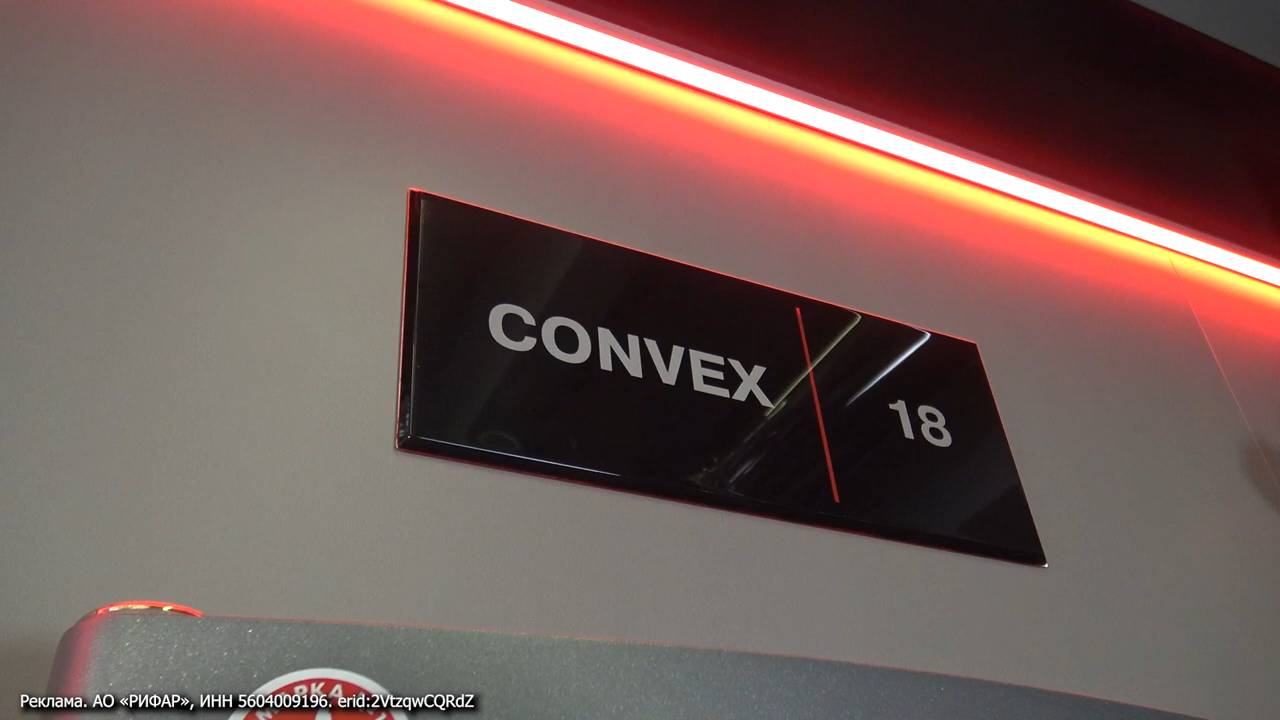 CONVEX
18
Реклама. АО «РИФАР», ИНН 5604009196. erid:2VtzqwCQRdZ